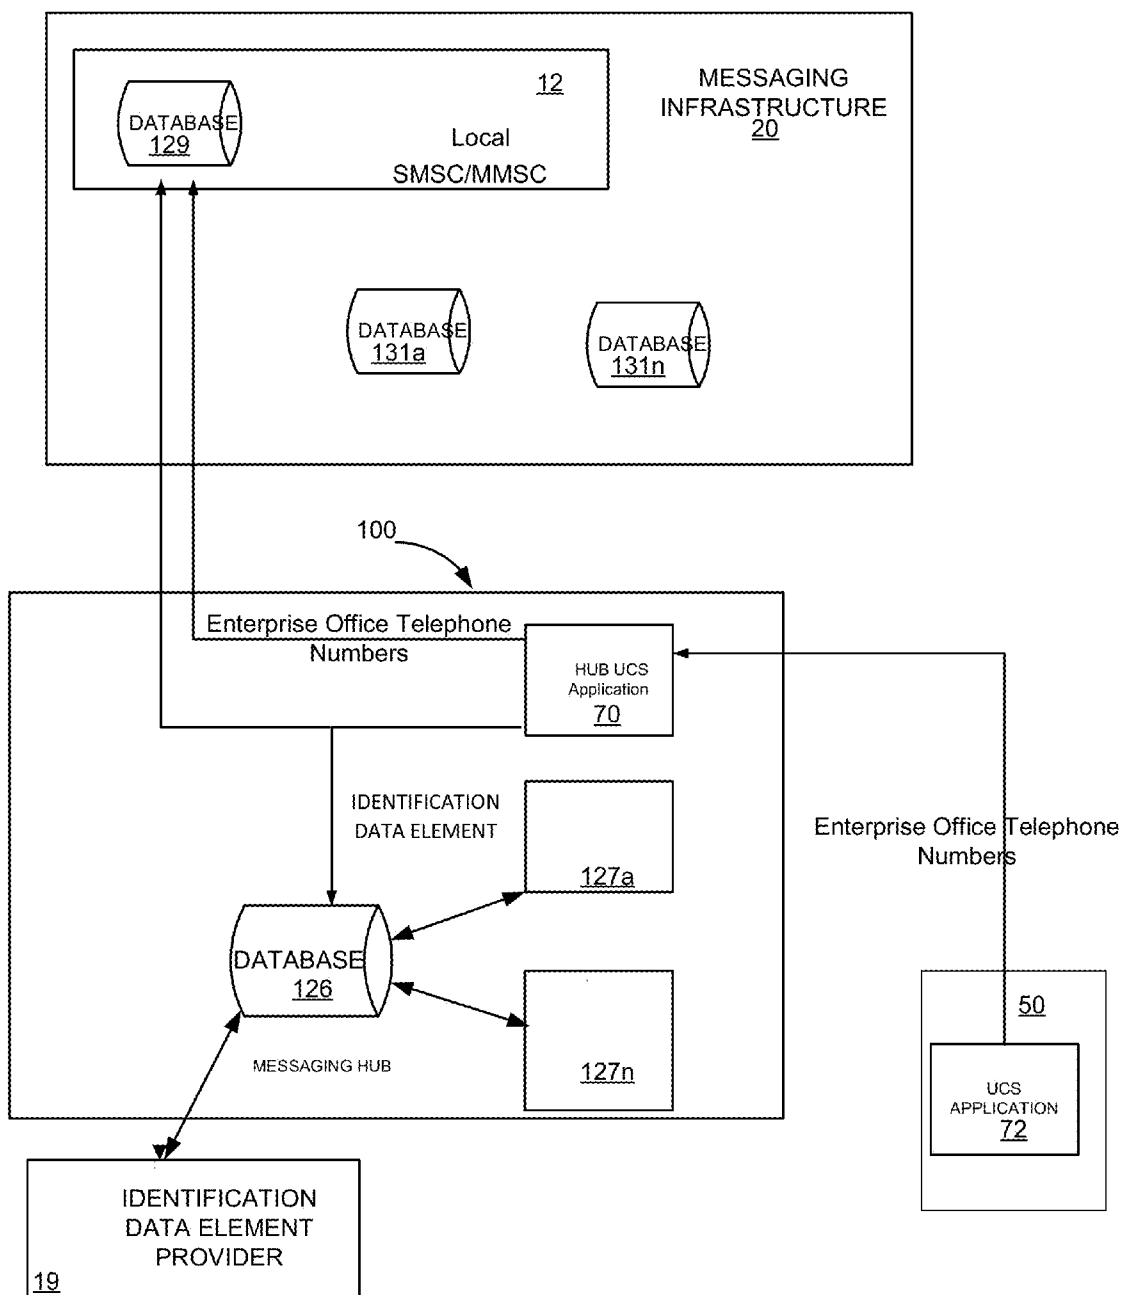 12
MESSAGING
INFRASTRUCTURE
20
DATABASE
129
Local
SMSC/MMSC
DATABASE
131a
DATABASE
131n
100
Enterprise Office Telephone
Numbers
HUB UCS
Application
70
IDENTIFICATION
DATA ELEMENT
127a
Enterprise Office Telephone
Numbers
DATABASE
126
MESSAGING HUB
127n
50
UCS
APPLICATION
72
IDENTIFICATION
DATA ELEMENT
PROVIDER
19